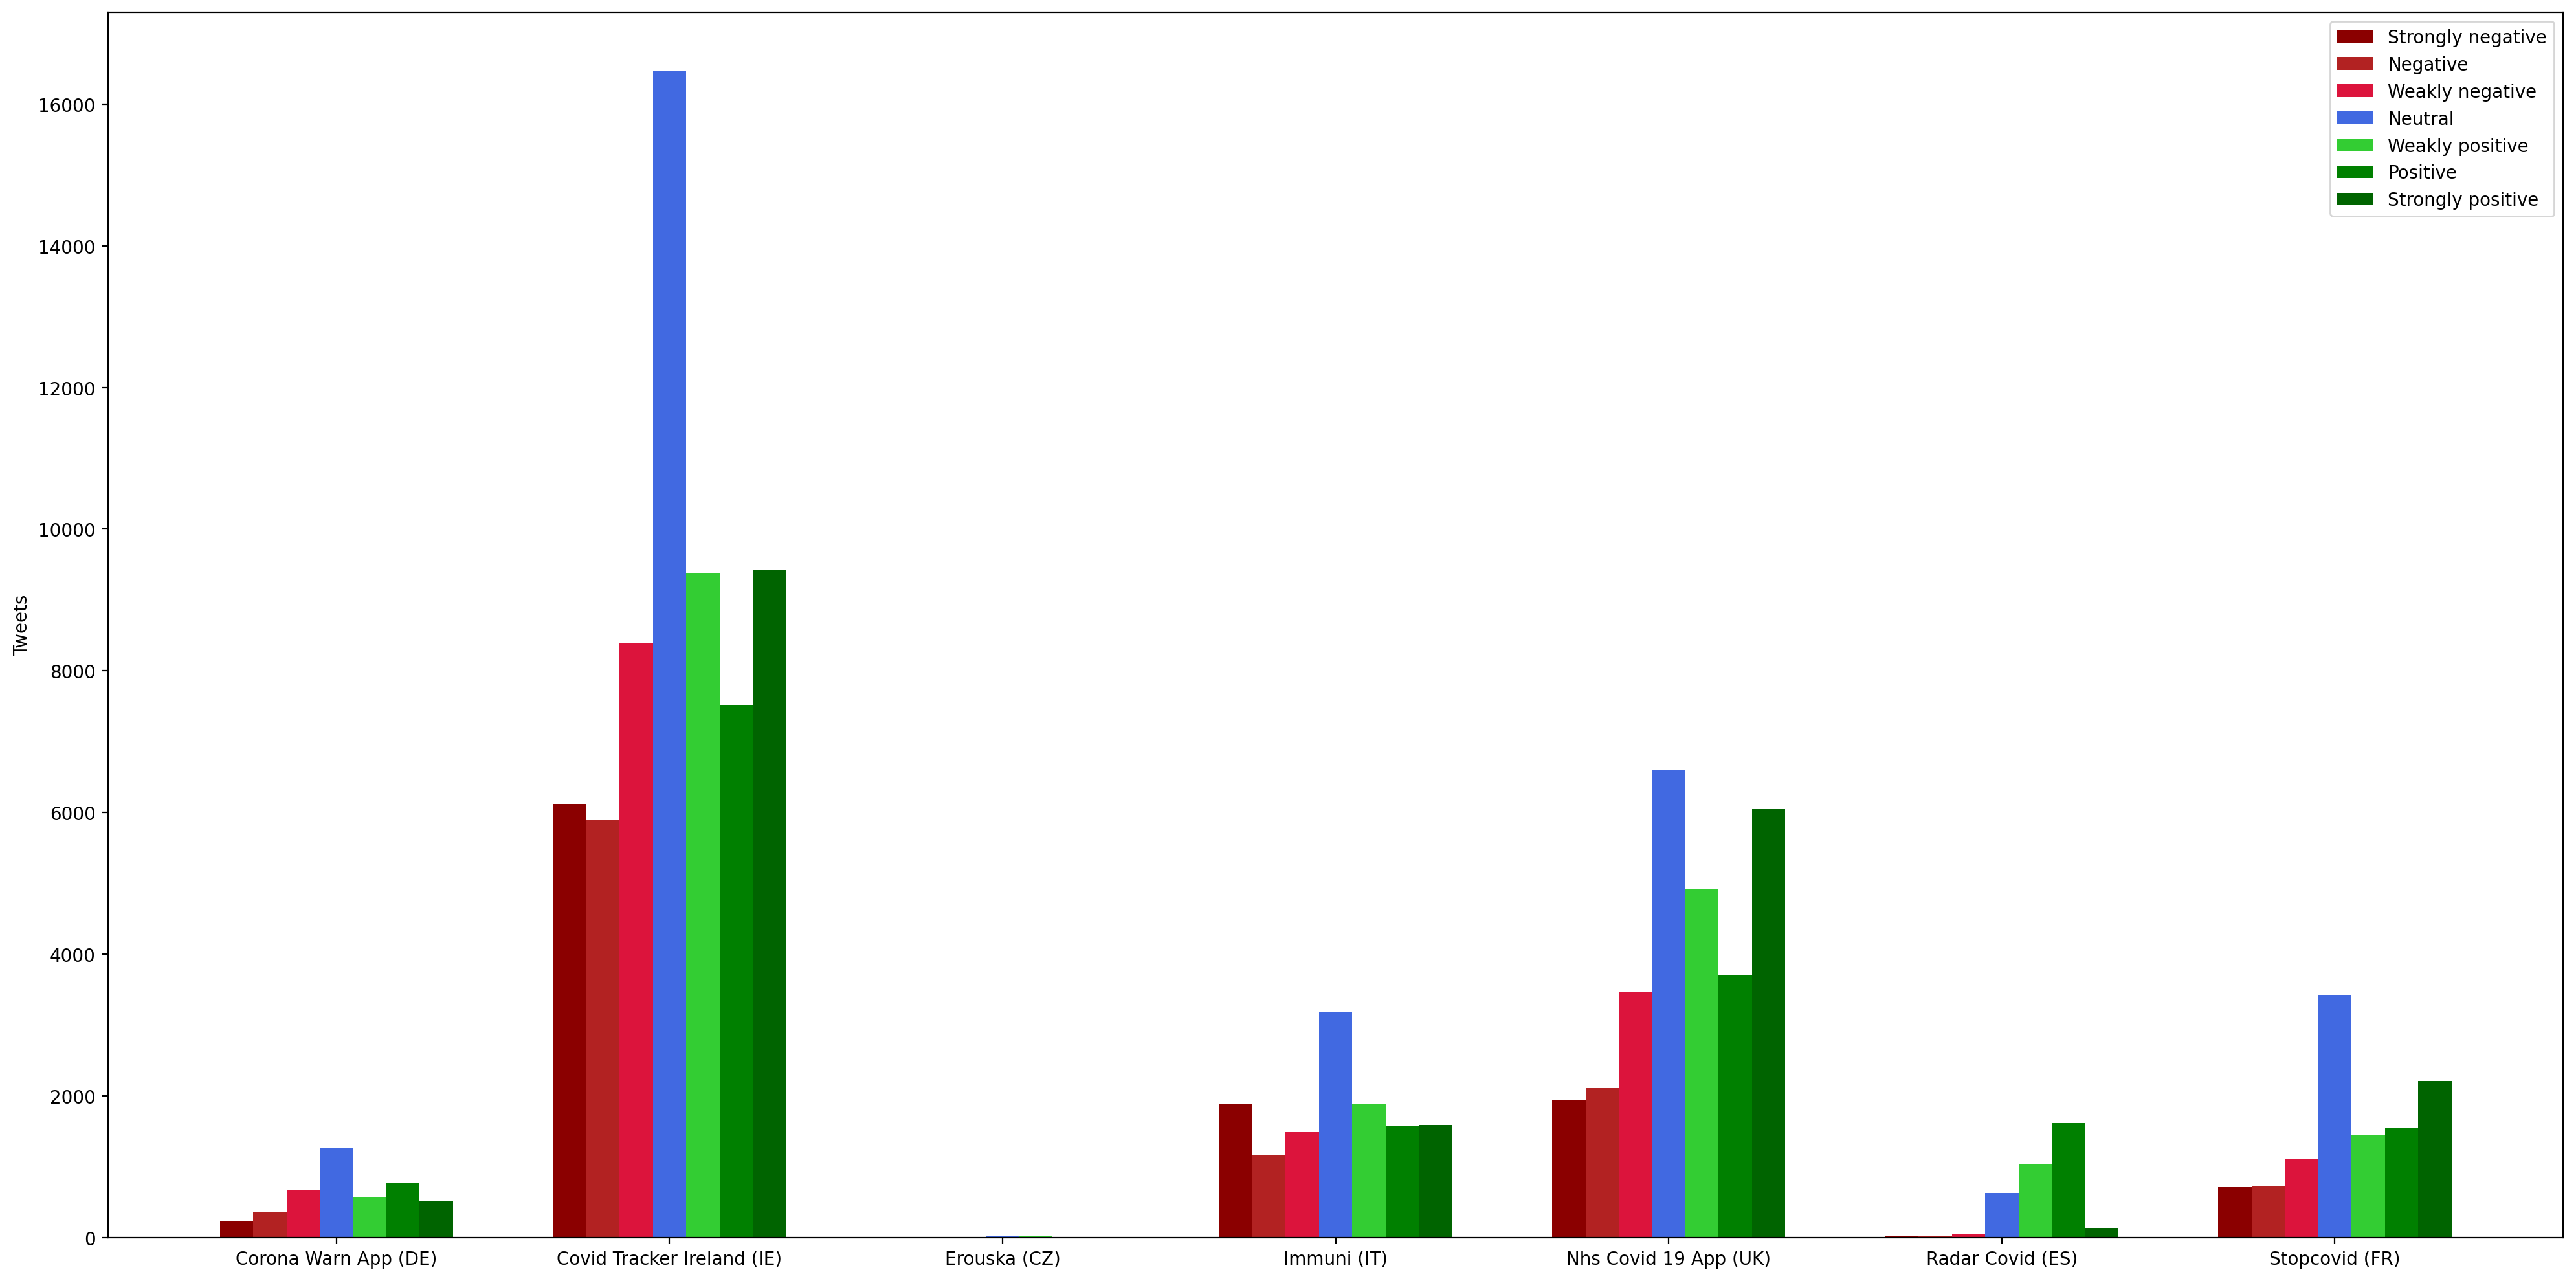 Strongly negative
Negative
Weakly negative
Neutral
Weakly positive
Positive
Strongly positive
16000
14000
12000
10000
8000
6000
4000
2000
0
Tweets
Corona Warn App (DE)
Covid Tracker Ireland (IE)
Erouska (CZ)
Immuni (IT)
Nhs Covid 19 App (UK)
Radar Covid (ES)
Stopcovid (FR)